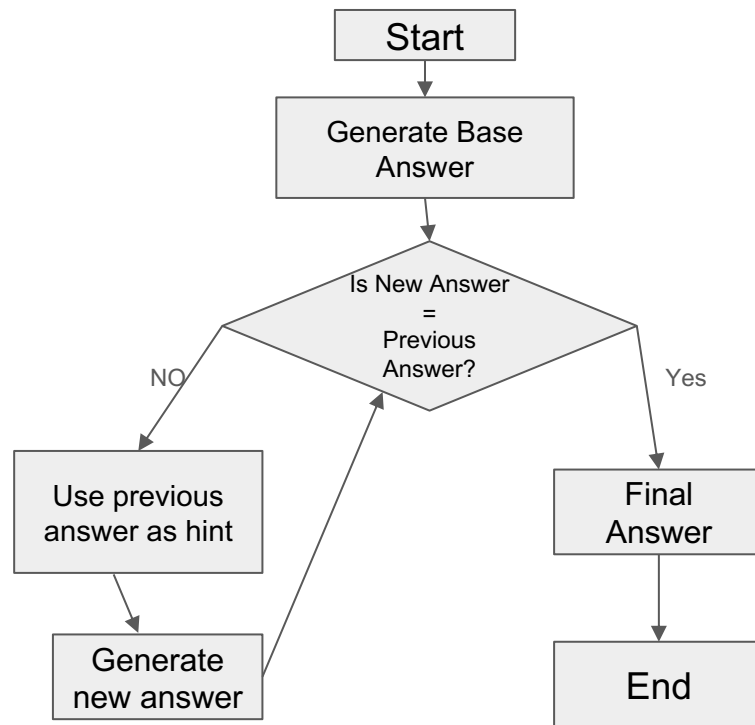 Start
Generate Base
Answer
Is New Answer
=
Previous
Answer?
NO
Yes
Use previous
answer as hint
Final
Answer
Generate
new answer
End